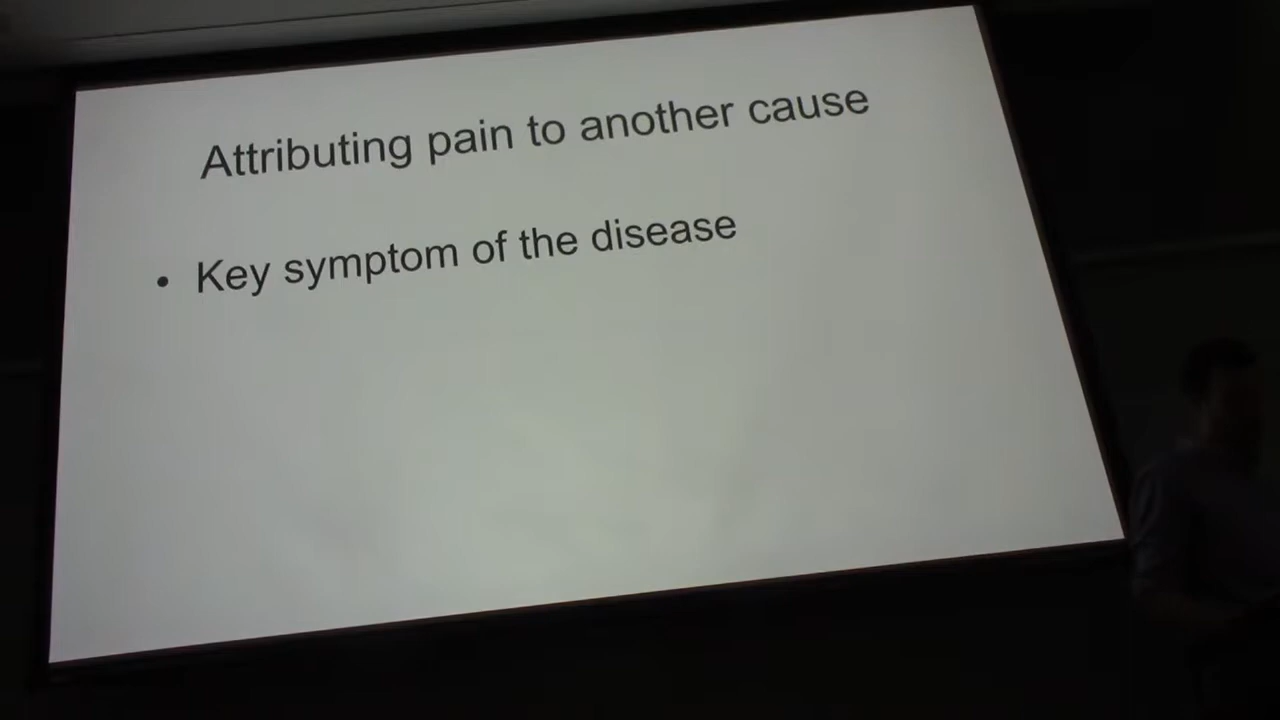 Attributing pain to another cause
• Key symptom of the disease